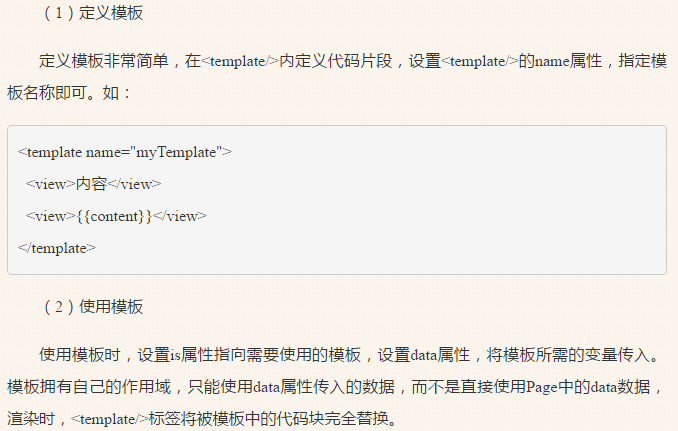 （1）定义模板
定义模板非常简单，在<template/>内定义代码片段，设置<template/>的name属性，指定模
板名称即可。如：
<template name="myTemplate">
<view>内容</view>
<view>{{content}}</view>
</template>
（2）使用模板
使用模板时，设置is属性指向需要使用的模板，设置data属性，将模板所需的变量传入。
模板拥有自己的作用域，只能使用data属性传入的数据，而不是直接使用Page中的data数据，
渲染时，<template/>标签将被模板中的代码块完全替换。